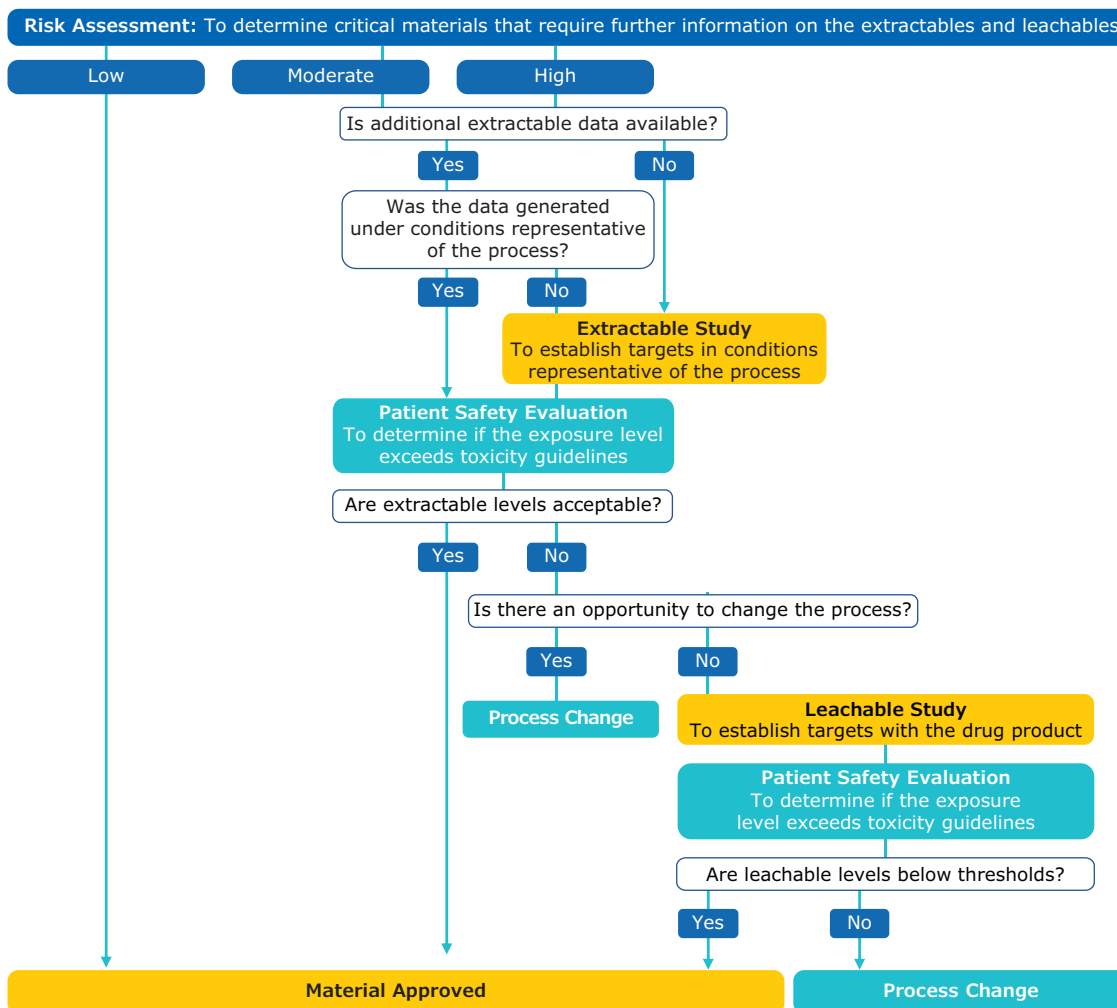 Risk Assessment: To determine critical materials that require further information on the extractables and leachables
Low
Moderate
High
Is additional extractable data available?
Yes
No
Was the data generated
under conditions representative
of the process?
Yes
No
Extractable Study
To establish targets in conditions
representative of the process
Patient Safety Evaluation
To determine if the exposure level
exceeds toxicity guidelines
Are extractable levels acceptable?
Yes
No
Is there an opportunity to change the process?
Yes
No
Process Change
Leachable Study
To establish targets with the drug product
Patient Safety Evaluation
To determine if the exposure
level exceeds toxicity guidelines
Are leachable levels below thresholds?
Yes
No
Material Approved
Process Change